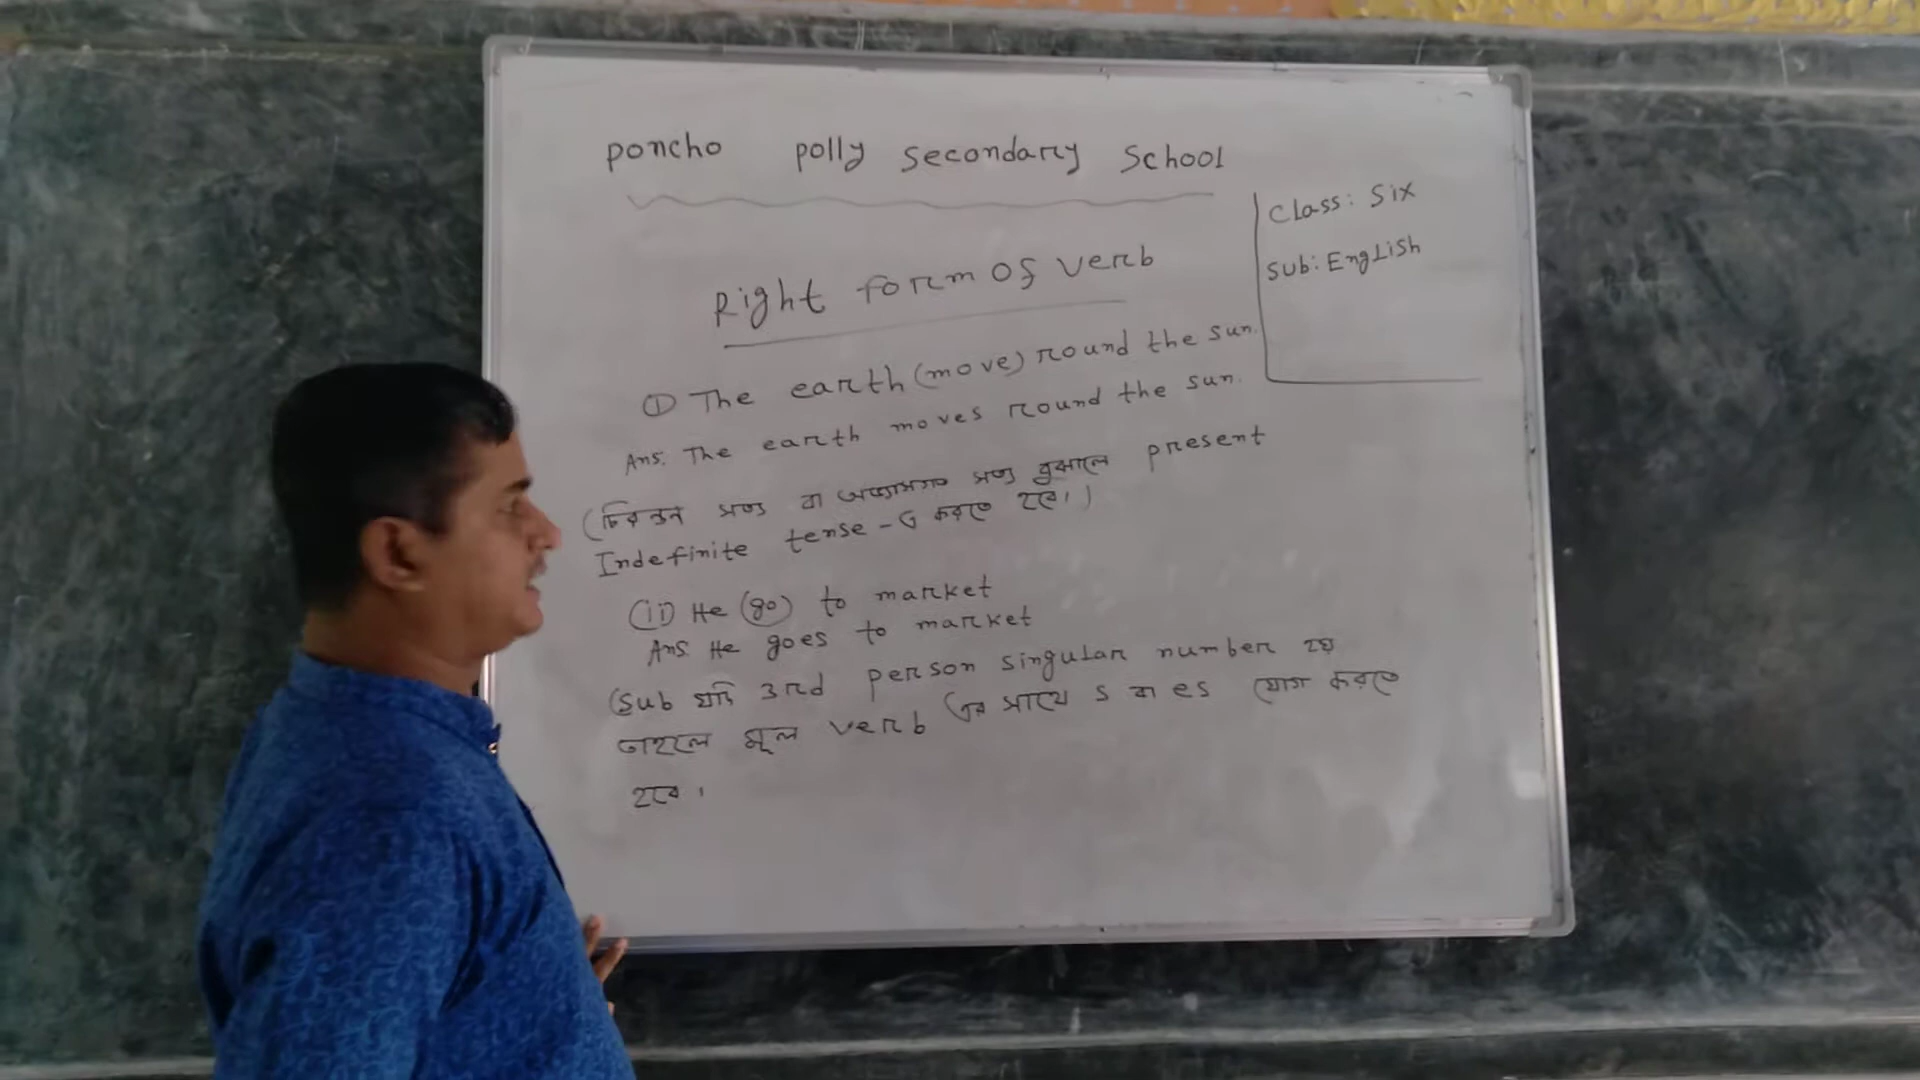 poncho polly secondary School
Class: Six
Sub: English
Right form of verb
① The earth (move) round the sun.
Ans. The earth moves round the sun.
(চিরন্তন সত্য বা অভ্যাসগত সত্য বুঝালে present
Indefinite tense-এ করতে হবে।)
(ii) He (go) to market
Ans He goes to market
(Sub যদি 3rd person singular number হয়
তাহলে মূল verb এর সাথে s বা es যোগ করতে
হবে।